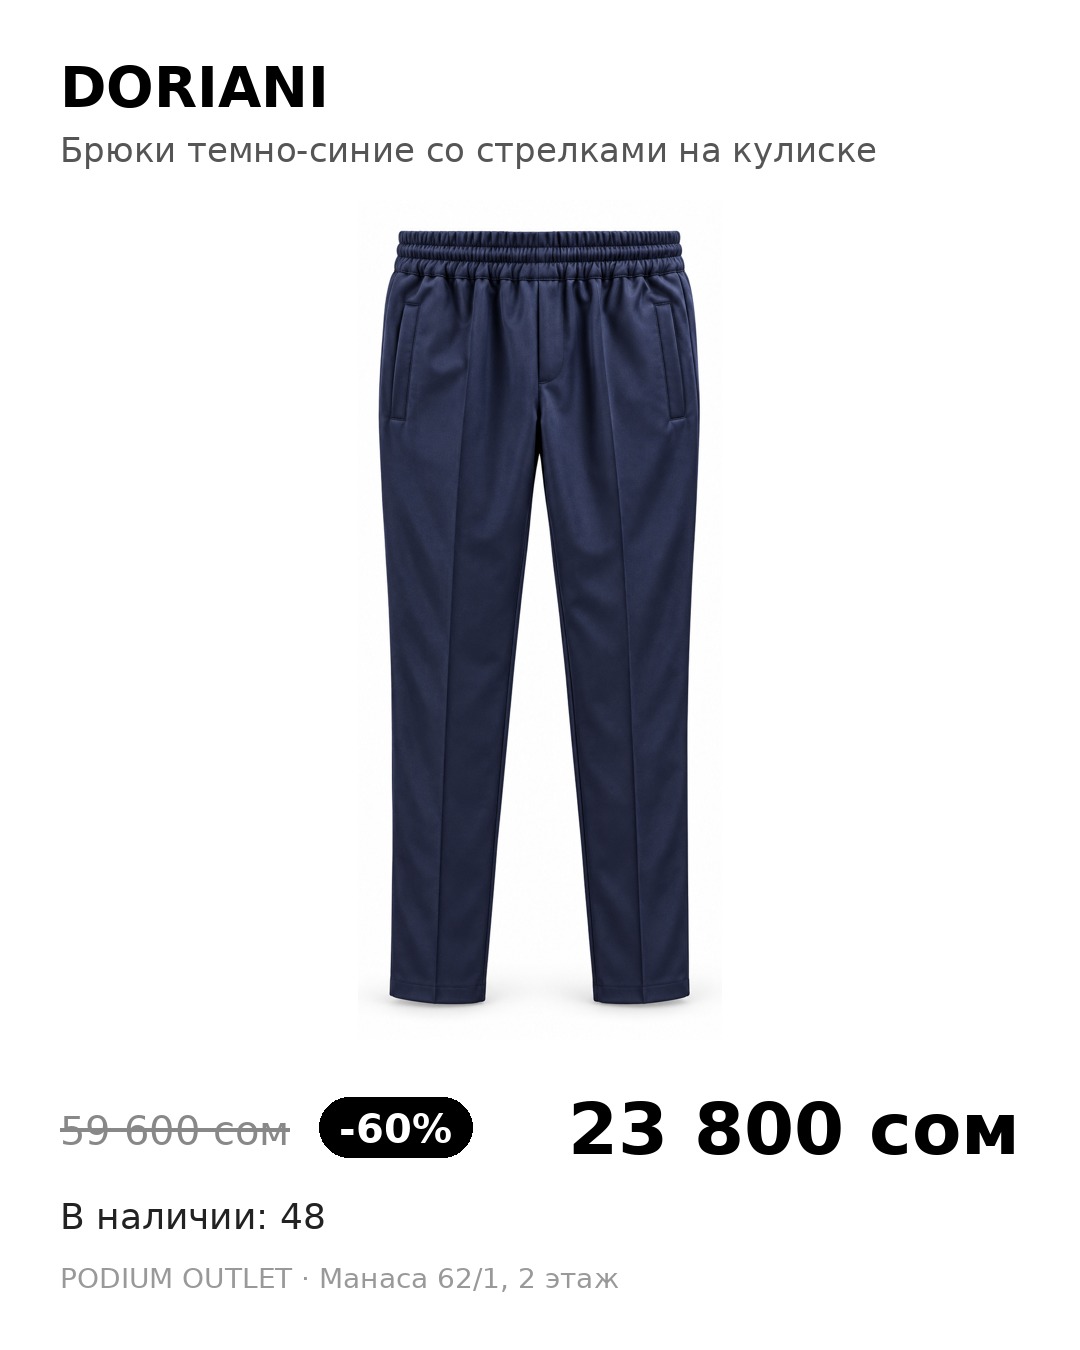 DORIANI
Брюки темно-синие со стрелками на кулиске
59 600 сом -60% 23 800 сом
В наличии: 48
PODIUM OUTLET · Манаса 62/1, 2 этаж